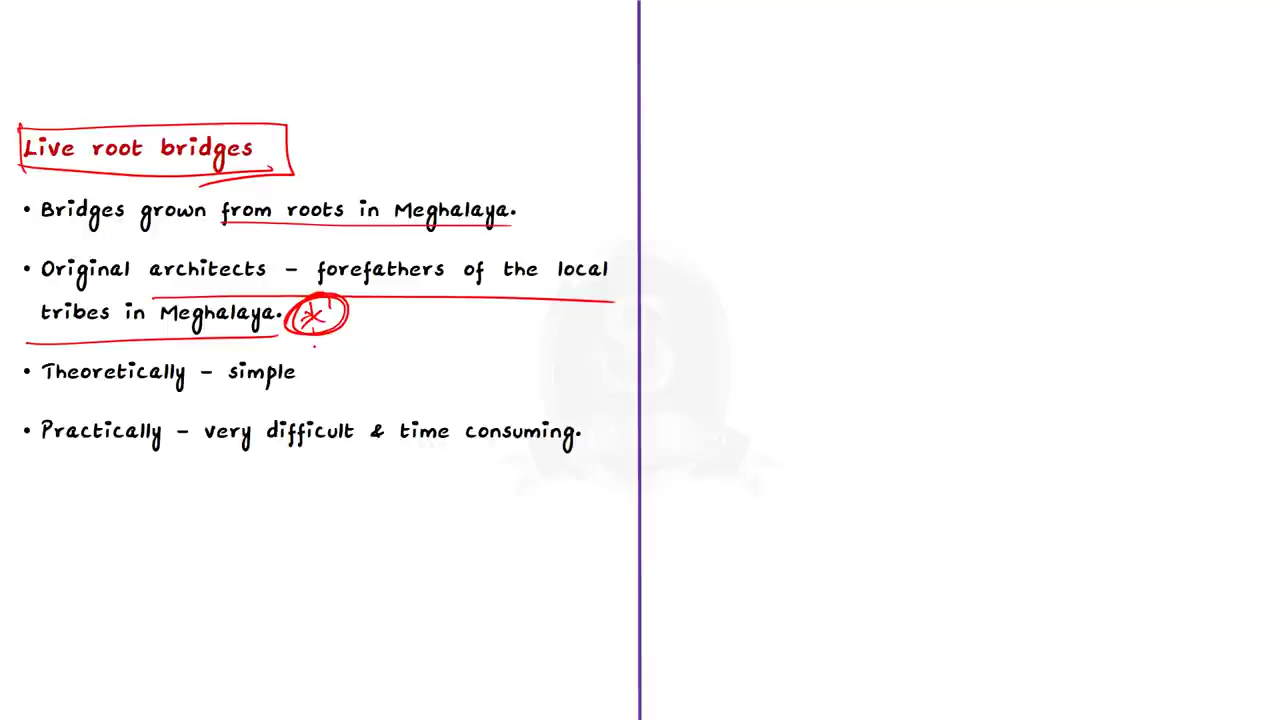 Live root bridges
• Bridges grown from roots in Meghalaya.
• Original architects – forefathers of the local
tribes in Meghalaya.
• Theoretically – simple
• Practically – very difficult & time consuming.